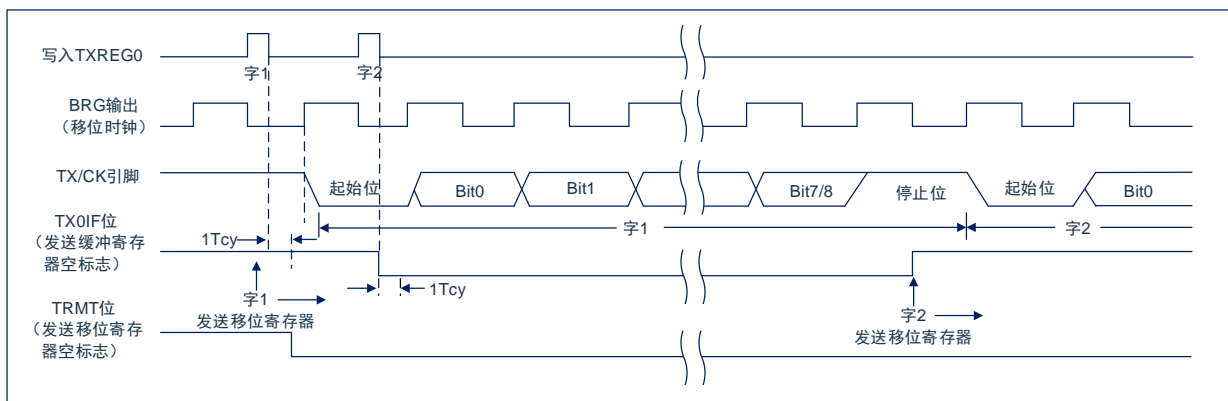 写入TXREG0
字1
字2
BRG输出
（移位时钟）
TX/CK引脚
起始位
Bit0
Bit1
Bit7/8
停止位
起始位
Bit0
TX0IF位
（发送缓冲寄存
器空标志）
1Tcy
字1
字2
1Tcy
字1
发送移位寄存器
字2
发送移位寄存器
TRMT位
（发送移位寄存
器空标志）